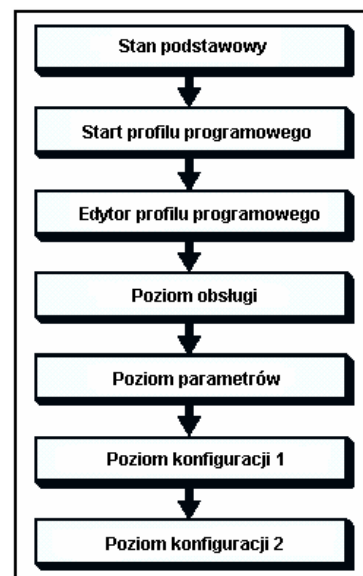 Stan podstawowy
Start profilu programowego
Edytor profilu programowego
Poziom obsługi
Poziom parametrów
Poziom konfiguracji 1
Poziom konfiguracji 2